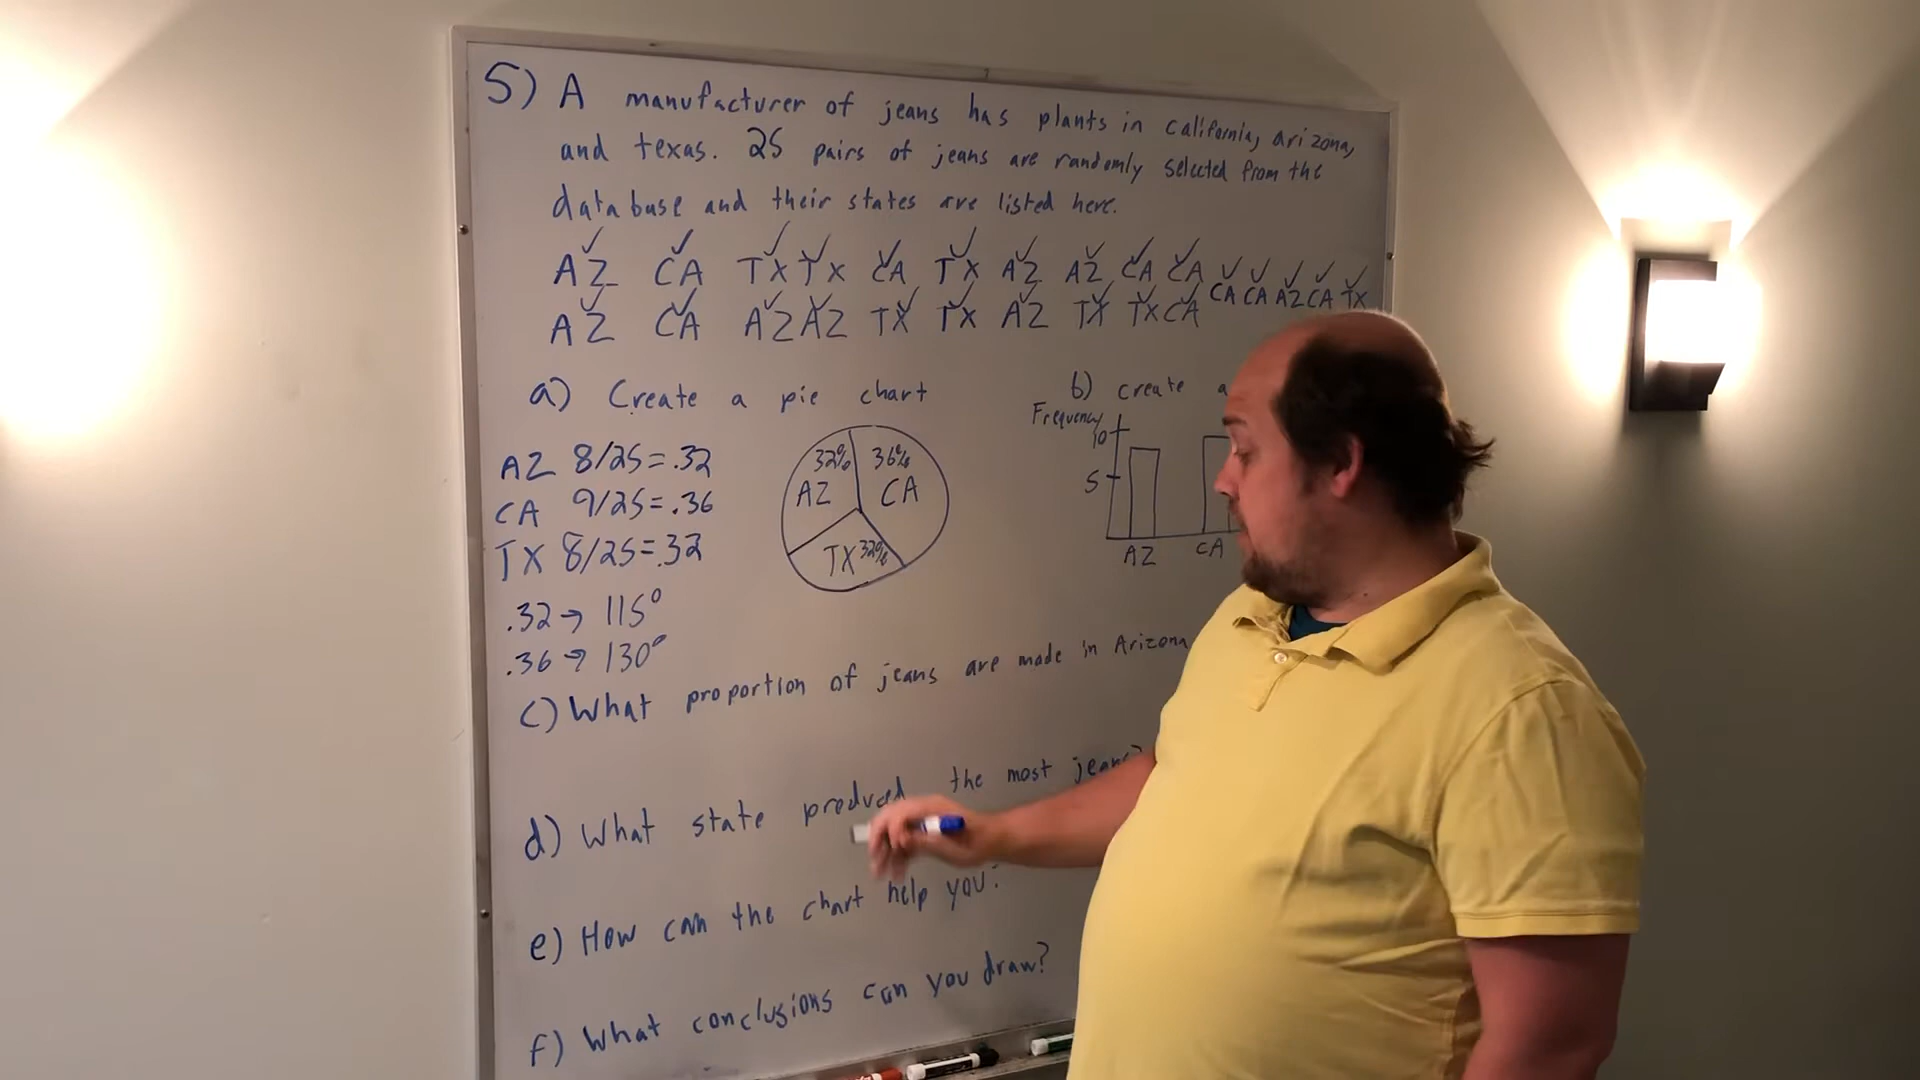 5) A manufacturer of jeans has plants in california, arizona,
and texas. 25 pairs of jeans are randomly selected from the
database and their states are listed here.
AZ CA TX TX CA TX AZ AZ CA CA CA CA AZ CA TX
AZ CA AZ AZ TX TX AZ TX TX CA
a) Create a pie chart
AZ 8/25=.32
CA 9/25=.36
TX 8/25=.32
.32→ 115°
.36→ 130°
32% AZ
36% CA
TX 32%
b) create a
Frequency
10
5
AZ CA
c) What proportion of jeans are made in Arizona
d) What state produced the most jeans?
e) How can the chart help you?
f) What conclusions can you draw?